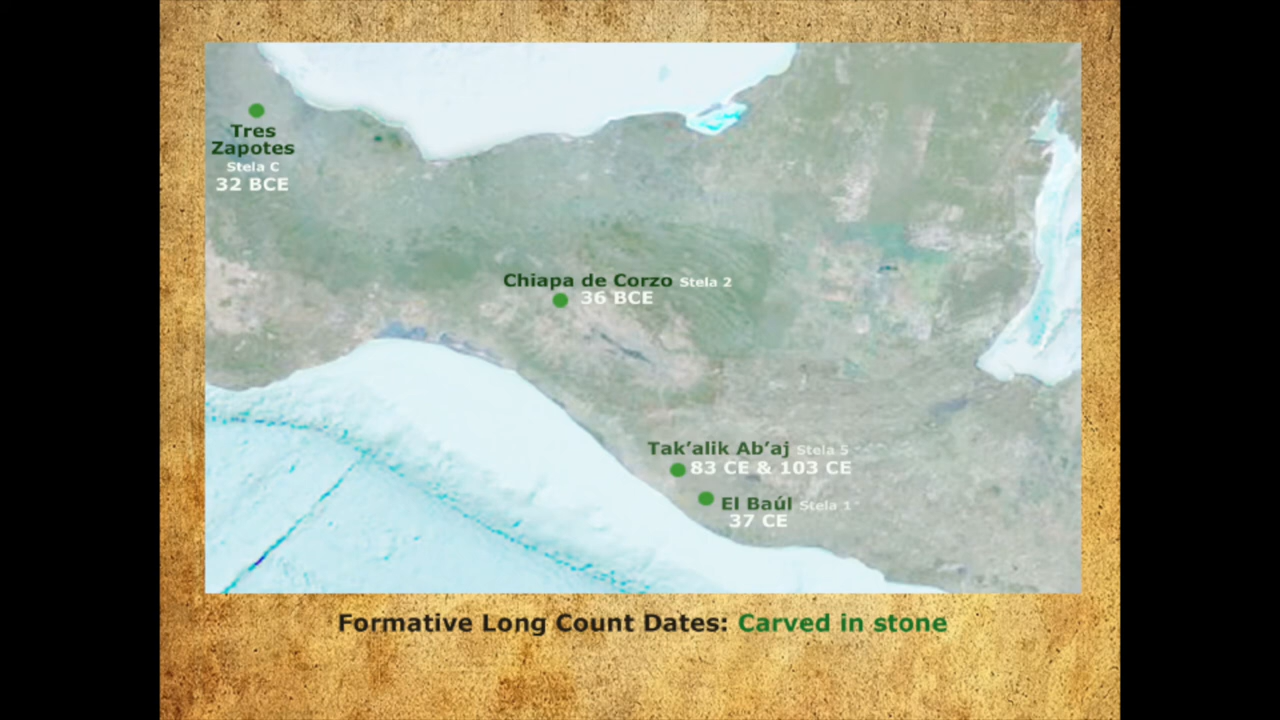 Tres
Zapotes
Stela C
32 BCE
Chiapa de Corzo Stela 2
36 BCE
Tak’alik Ab’aj Stela 5
83 CE & 103 CE
El Baúl Stela 1
37 CE
Formative Long Count Dates: Carved in stone